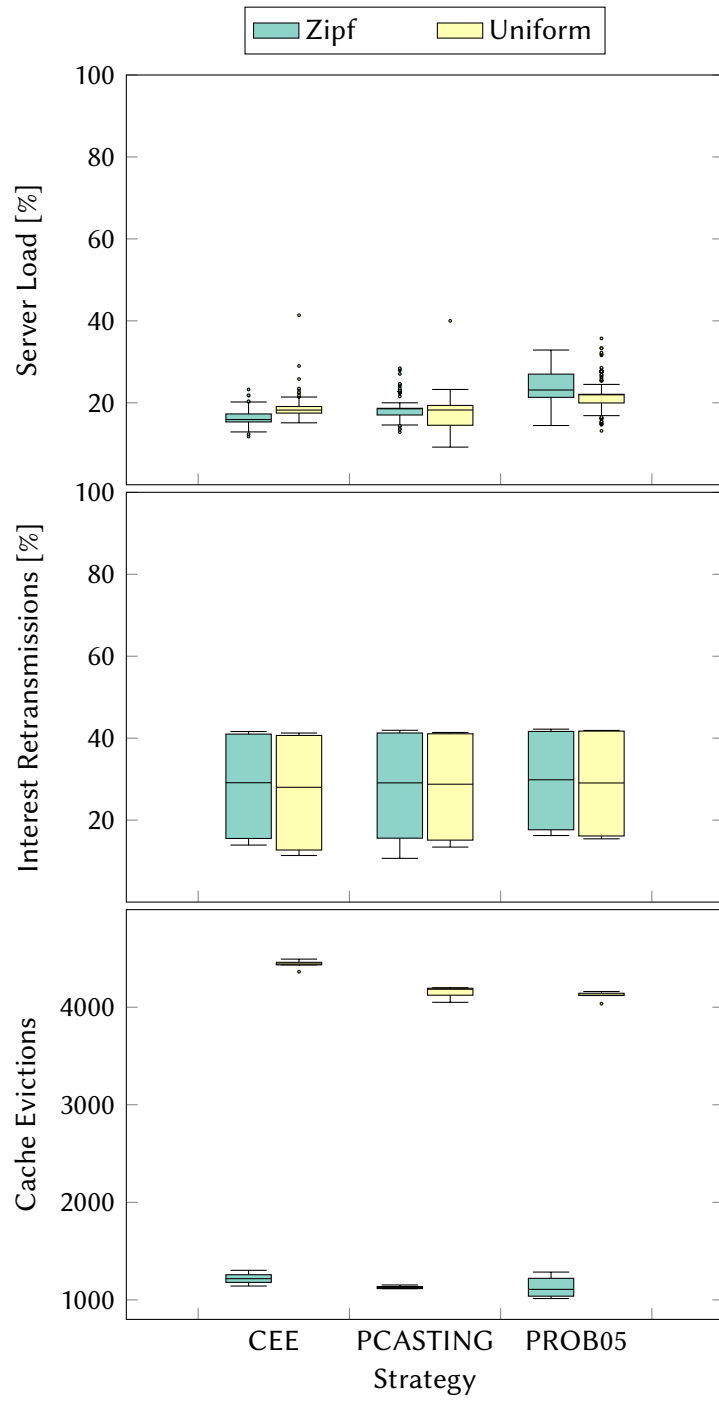 Zipf Uniform
100
80
60
40
20
Server Load [%]
100
80
60
40
20
Interest Retransmissions [%]
4000
3000
2000
1000
Cache Evictions
CEE PCASTING PROB05
Strategy